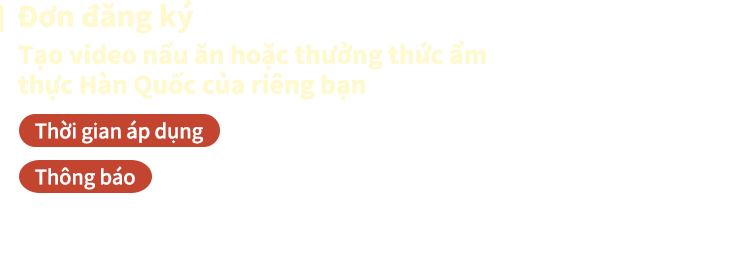 Đơn đăng ký
Tạo video nấu ăn hoặc thưởng thức ẩm
thực Hàn Quốc của riêng bạn
Thời gian áp dụng
Thông báo